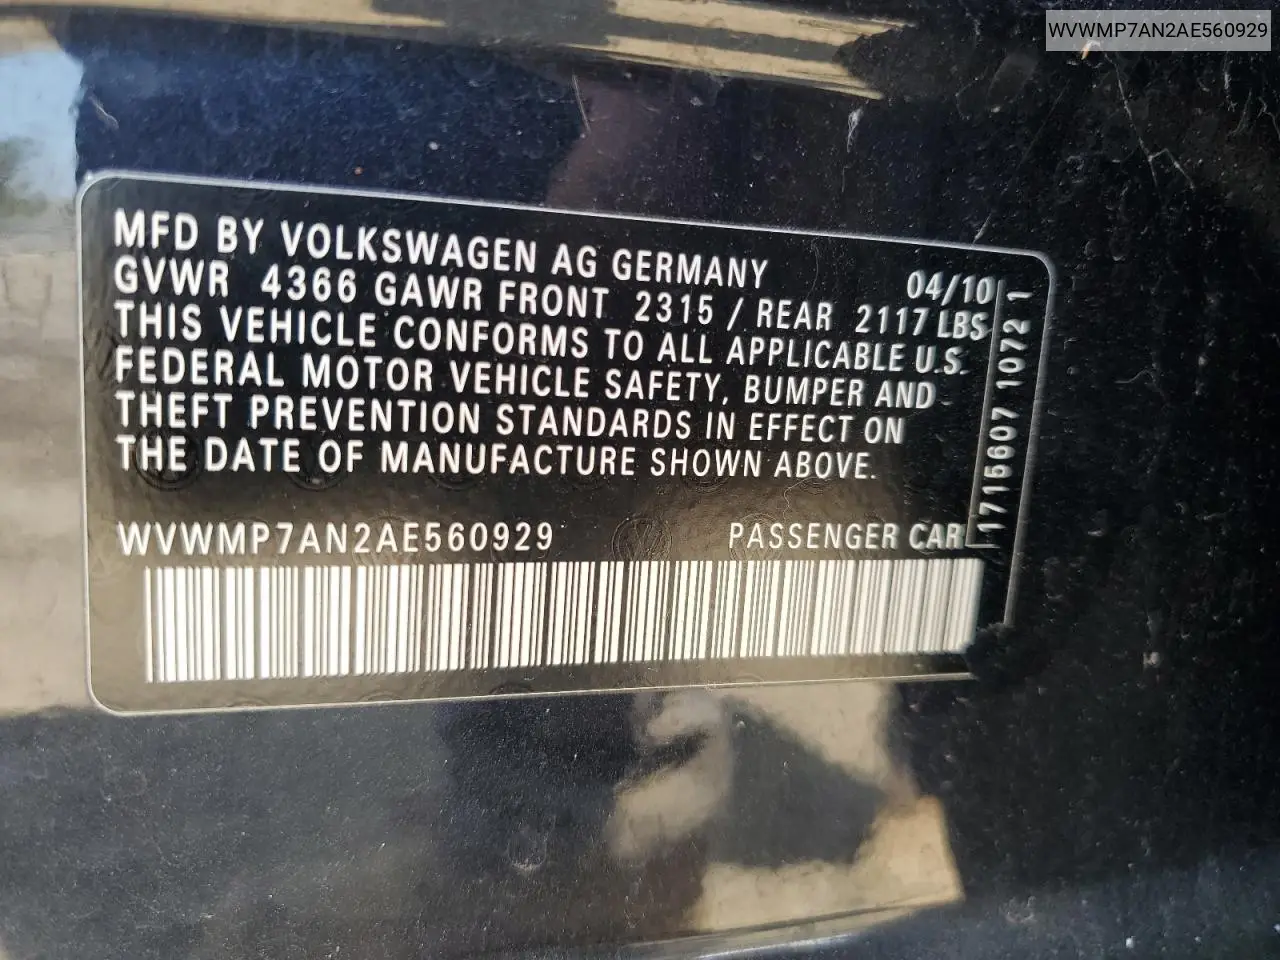 WVWMP7AN2AE560929
MFD BY VOLKSWAGEN AG GERMANY 04/10
GVWR 4366 GAWR FRONT 2315 / REAR 2117 LBS
THIS VEHICLE CONFORMS TO ALL APPLICABLE U.S.
FEDERAL MOTOR VEHICLE SAFETY, BUMPER AND
THEFT PREVENTION STANDARDS IN EFFECT ON
THE DATE OF MANUFACTURE SHOWN ABOVE.
WVWMP7AN2AE560929 PASSENGER CAR
1715607 1072 1